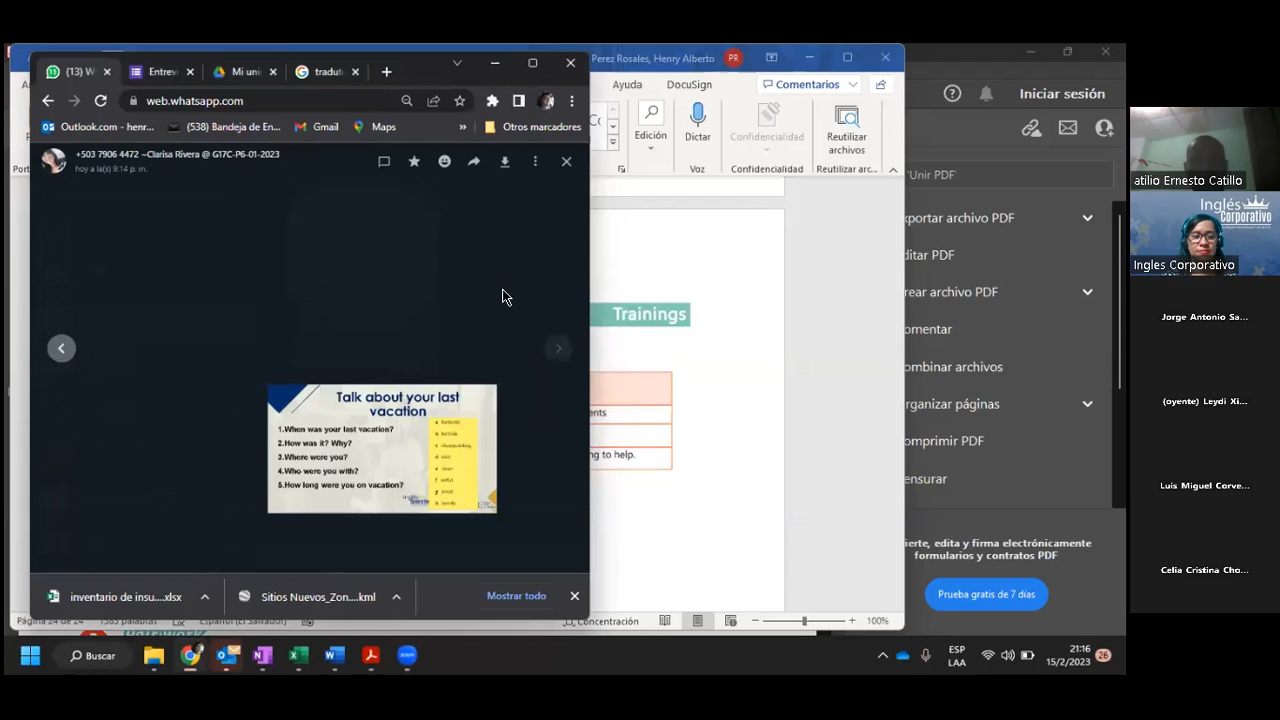 (13) W
Entrevi
Mi uni
tradut
web.whatsapp.com
Outlook.com - henr...
(538) Bandeja de En...
Gmail
Maps
»
Otros marcadores
+503 7906 4472 ~Clarisa Rivera @ G17C-P6-01-2023
hoy a la(s) 9:14 p. m.
Talk about your last
vacation
1.When was your last vacation?
2.How was it? Why?
3.Where were you?
4.Who were you with?
5.How long were you on vacation?
inventario de insu....xlsx
Sitios Nuevos_Zon....kml
Mostrar todo
Perez Rosales, Henry Alberto
PR
Ayuda
DocuSign
Comentarios
Edición
Dictar
Confidencialidad
Reutilizar
archivos
Voz
Confidencialidad
Reutilizar arc...
Trainings
ents
ng to help.
Página 24 de 24
1585 palabras
Español (El Salvador)
Concentración
100%
Iniciar sesión
'Unir PDF'
xportar archivo PDF
ditar PDF
rear archivo PDF
omentar
ombinar archivos
rganizar páginas
omprimir PDF
ensurar
ierte, edita y firma electrónicamente
formularios y contratos PDF
Prueba gratis de 7 días
Buscar
ESP
LAA
21:16
15/2/2023
26
atilio Ernesto Catillo
Inglés
Corporativo
Ingles Corporativo
Jorge Antonio Sa...
(oyente) Leydi Xi...
Luis Miguel Corve...
Celia Cristina Cho...